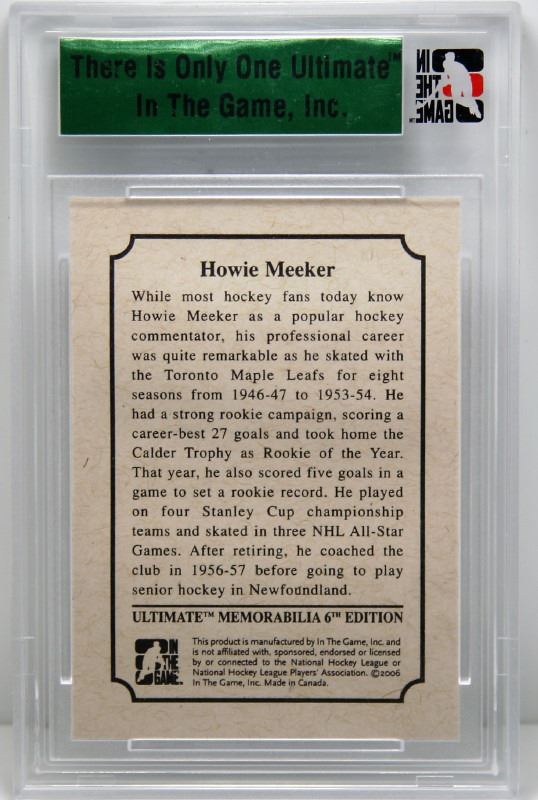 There Is Only One Ultimate™
In The Game, Inc.
IN
THE
GAME
Howie Meeker
While most hockey fans today know
Howie Meeker as a popular hockey
commentator, his professional career
was quite remarkable as he skated with
the Toronto Maple Leafs for eight
seasons from 1946-47 to 1953-54. He
had a strong rookie campaign, scoring a
career-best 27 goals and took home the
Calder Trophy as Rookie of the Year.
That year, he also scored five goals in a
game to set a rookie record. He played
on four Stanley Cup championship
teams and skated in three NHL All-Star
Games. After retiring, he coached the
club in 1956-57 before going to play
senior hockey in Newfoundland.
ULTIMATE™ MEMORABILIA 6TH EDITION
IN
THE
GAME
This product is manufactured by In The Game, Inc. and
is not affiliated with, sponsored, endorsed or licensed
by or connected to the National Hockey League or
National Hockey League Players' Association. ©2006
In The Game, Inc. Made in Canada.